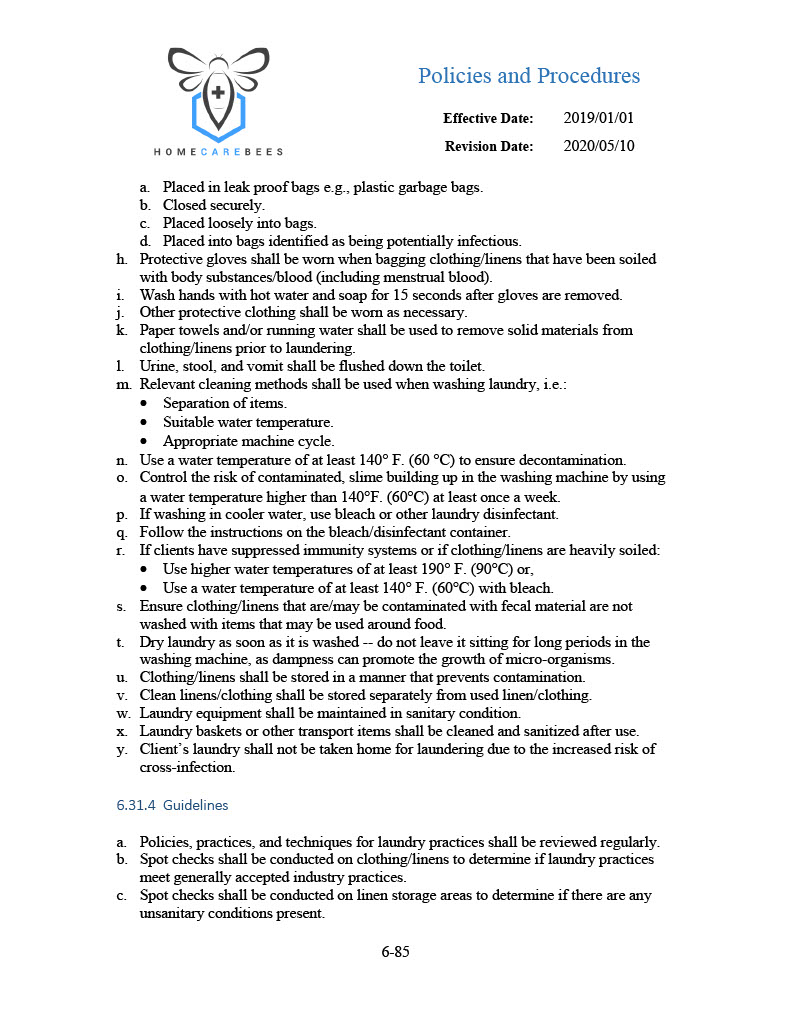 Policies and Procedures
Effective Date: 2019/01/01
Revision Date: 2020/05/10
HOMECAREBEES
a. Placed in leak proof bags e.g., plastic garbage bags.
b. Closed securely.
c. Placed loosely into bags.
d. Placed into bags identified as being potentially infectious.
h. Protective gloves shall be worn when bagging clothing/linens that have been soiled
with body substances/blood (including menstrual blood).
i. Wash hands with hot water and soap for 15 seconds after gloves are removed.
j. Other protective clothing shall be worn as necessary.
k. Paper towels and/or running water shall be used to remove solid materials from
clothing/linens prior to laundering.
l. Urine, stool, and vomit shall be flushed down the toilet.
m. Relevant cleaning methods shall be used when washing laundry, i.e.:
• Separation of items.
• Suitable water temperature.
• Appropriate machine cycle.
n. Use a water temperature of at least 140° F. (60 °C) to ensure decontamination.
o. Control the risk of contaminated, slime building up in the washing machine by using
a water temperature higher than 140°F. (60°C) at least once a week.
p. If washing in cooler water, use bleach or other laundry disinfectant.
q. Follow the instructions on the bleach/disinfectant container.
r. If clients have suppressed immunity systems or if clothing/linens are heavily soiled:
• Use higher water temperatures of at least 190° F. (90°C) or,
• Use a water temperature of at least 140° F. (60°C) with bleach.
s. Ensure clothing/linens that are/may be contaminated with fecal material are not
washed with items that may be used around food.
t. Dry laundry as soon as it is washed -- do not leave it sitting for long periods in the
washing machine, as dampness can promote the growth of micro-organisms.
u. Clothing/linens shall be stored in a manner that prevents contamination.
v. Clean linens/clothing shall be stored separately from used linen/clothing.
w. Laundry equipment shall be maintained in sanitary condition.
x. Laundry baskets or other transport items shall be cleaned and sanitized after use.
y. Client's laundry shall not be taken home for laundering due to the increased risk of
cross-infection.
6.31.4 Guidelines
a. Policies, practices, and techniques for laundry practices shall be reviewed regularly.
b. Spot checks shall be conducted on clothing/linens to determine if laundry practices
meet generally accepted industry practices.
c. Spot checks shall be conducted on linen storage areas to determine if there are any
unsanitary conditions present.
6-85